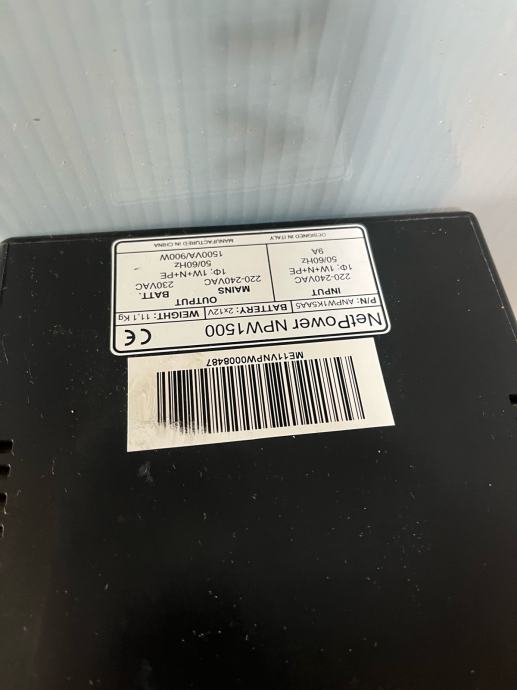 NetPower NPW1500
CE
P/N: ANPW1K5AA5 BATTERY: 2x12V WEIGHT: 11.1 Kg
INPUT
220-240VAC
1Φ; 1W+N+PE
50/60Hz
9A
OUTPUT
MAINS BATT.
220-240VAC 230VAC
1Φ; 1W+N+PE
50/60Hz
1500VA/900W
DESIGNED IN ITALY MANUFACTURED IN CHINA
ME11VNPW0008487